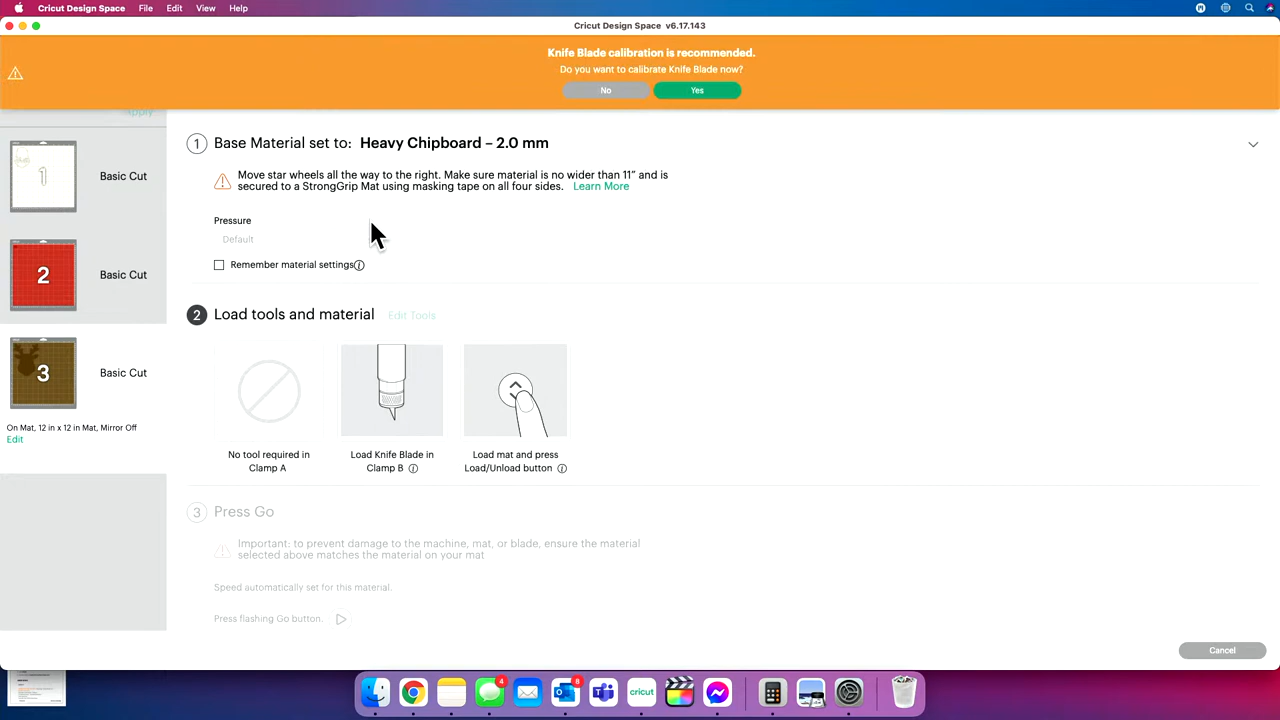 Cricut Design Space File Edit View Help
Cricut Design Space v6.17.143
Knife Blade calibration is recommended.
Do you want to calibrate Knife Blade now?
No Yes
Apply
1 Base Material set to: Heavy Chipboard – 2.0 mm
Move star wheels all the way to the right. Make sure material is no wider than 11" and is
secured to a StrongGrip Mat using masking tape on all four sides. Learn More
Pressure
Default
Remember material settings
1 Basic Cut
2 Basic Cut
3 Basic Cut
On Mat, 12 in x 12 in Mat, Mirror Off
Edit
2 Load tools and material Edit Tools
No tool required in
Clamp A
Load Knife Blade in
Clamp B
Load mat and press
Load/Unload button
3 Press Go
Important: to prevent damage to the machine, mat, or blade, ensure the material
selected above matches the material on your mat
Speed automatically set for this material.
Press flashing Go button.
Cancel
4 8
cricut